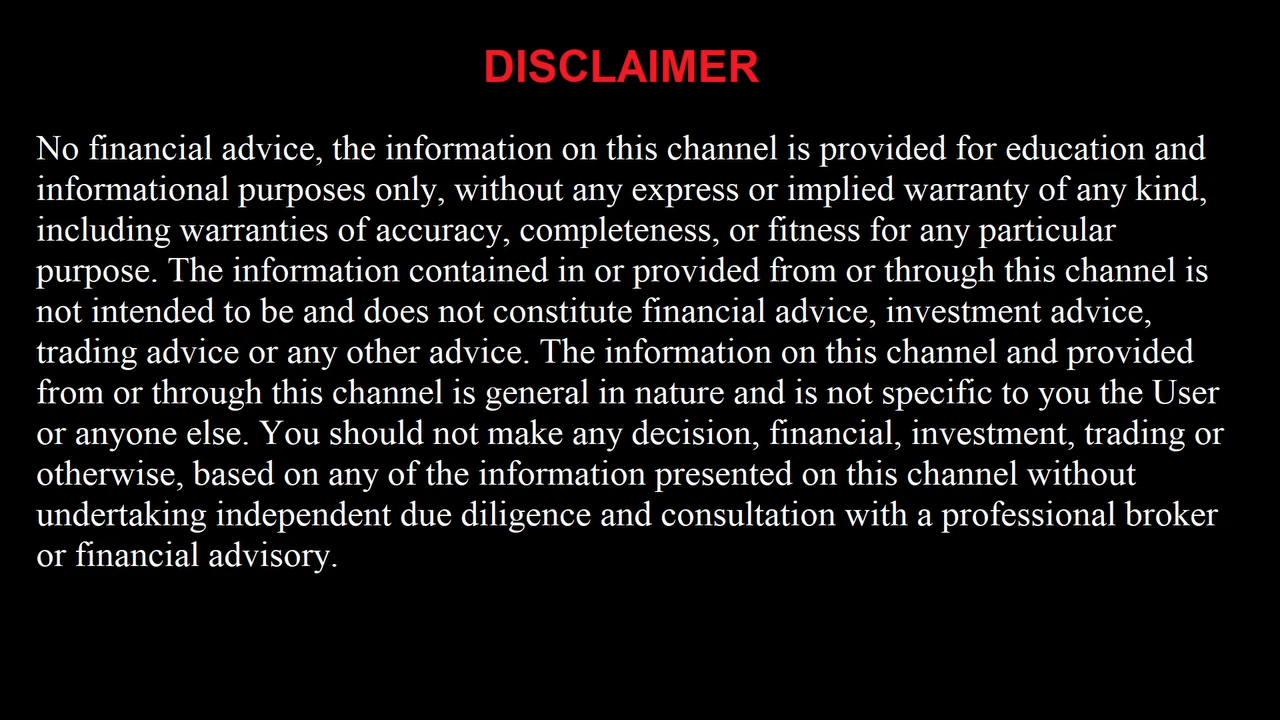 DISCLAIMER
No financial advice, the information on this channel is provided for education and
informational purposes only, without any express or implied warranty of any kind,
including warranties of accuracy, completeness, or fitness for any particular
purpose. The information contained in or provided from or through this channel is
not intended to be and does not constitute financial advice, investment advice,
trading advice or any other advice. The information on this channel and provided
from or through this channel is general in nature and is not specific to you the User
or anyone else. You should not make any decision, financial, investment, trading or
otherwise, based on any of the information presented on this channel without
undertaking independent due diligence and consultation with a professional broker
or financial advisory.